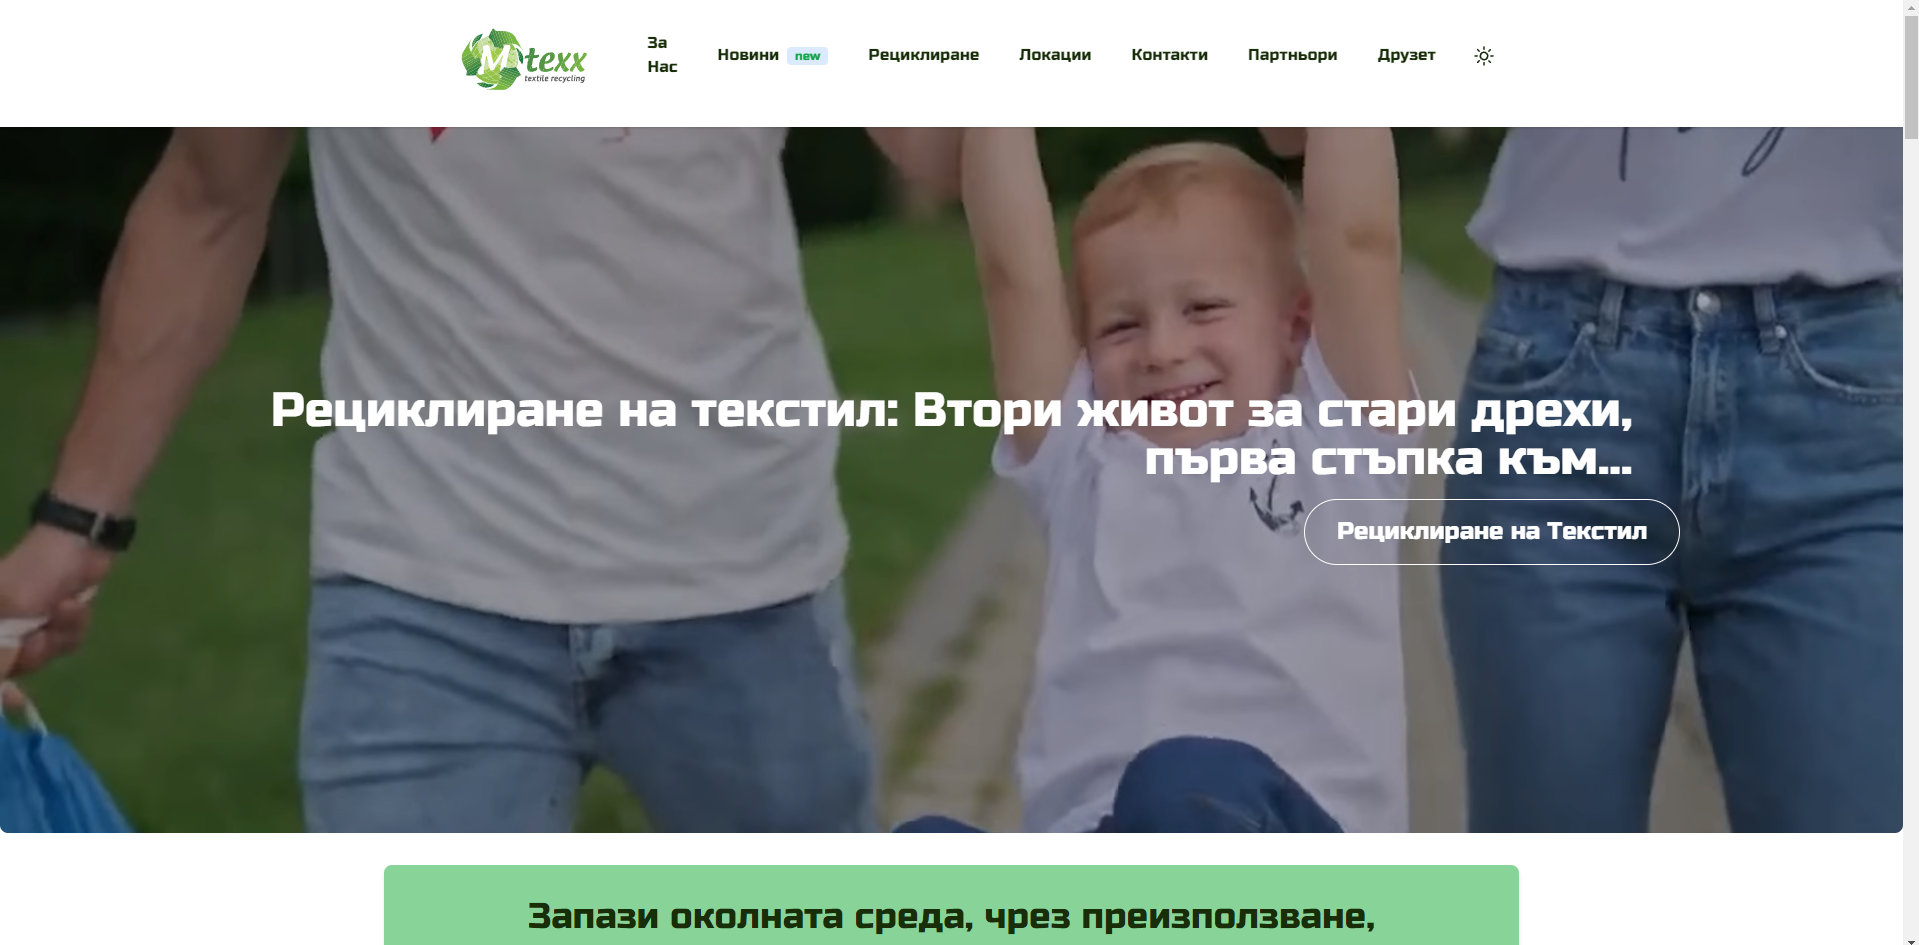 Mtexx
textile recycling
За
Нас
Новини new
Рециклиране
Локации
Контакти
Партньори
Друзет
Рециклиране на текстил: Втори живот за стари дрехи,
първа стъпка към...
Рециклиране на Текстил
Запази околната среда, чрез преизползване,